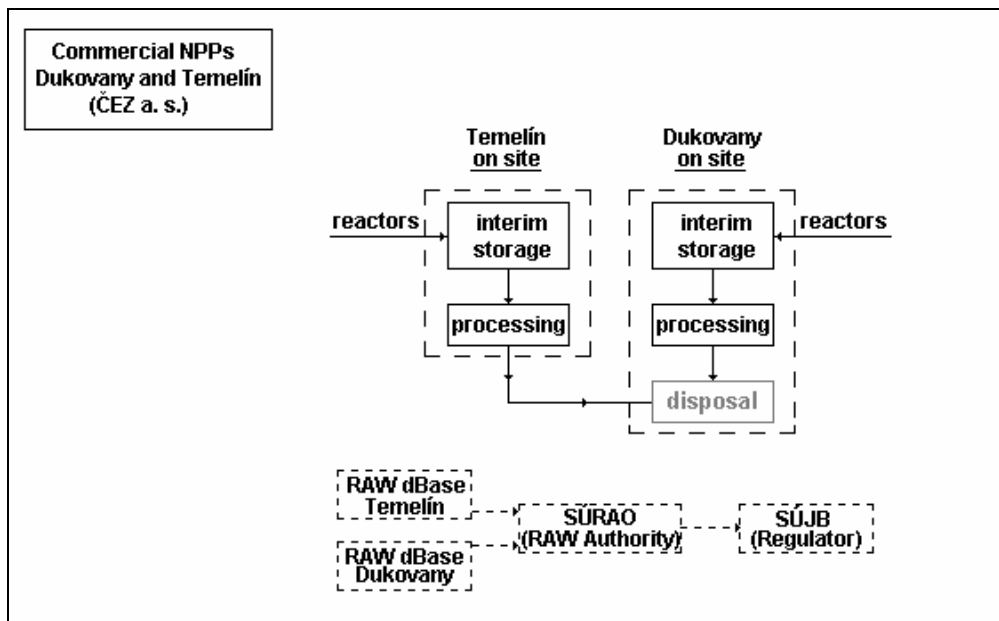 Commercial NPPs
Dukovany and Temelín
(ČEZ a. s.)
Temelín
on site
Dukovany
on site
reactors
interim
storage
interim
storage
reactors
processing
processing
disposal
RAW dBase
Temelín
RAW dBase
Dukovany
SÚRAO
(RAW Authority)
SÚJB
(Regulator)